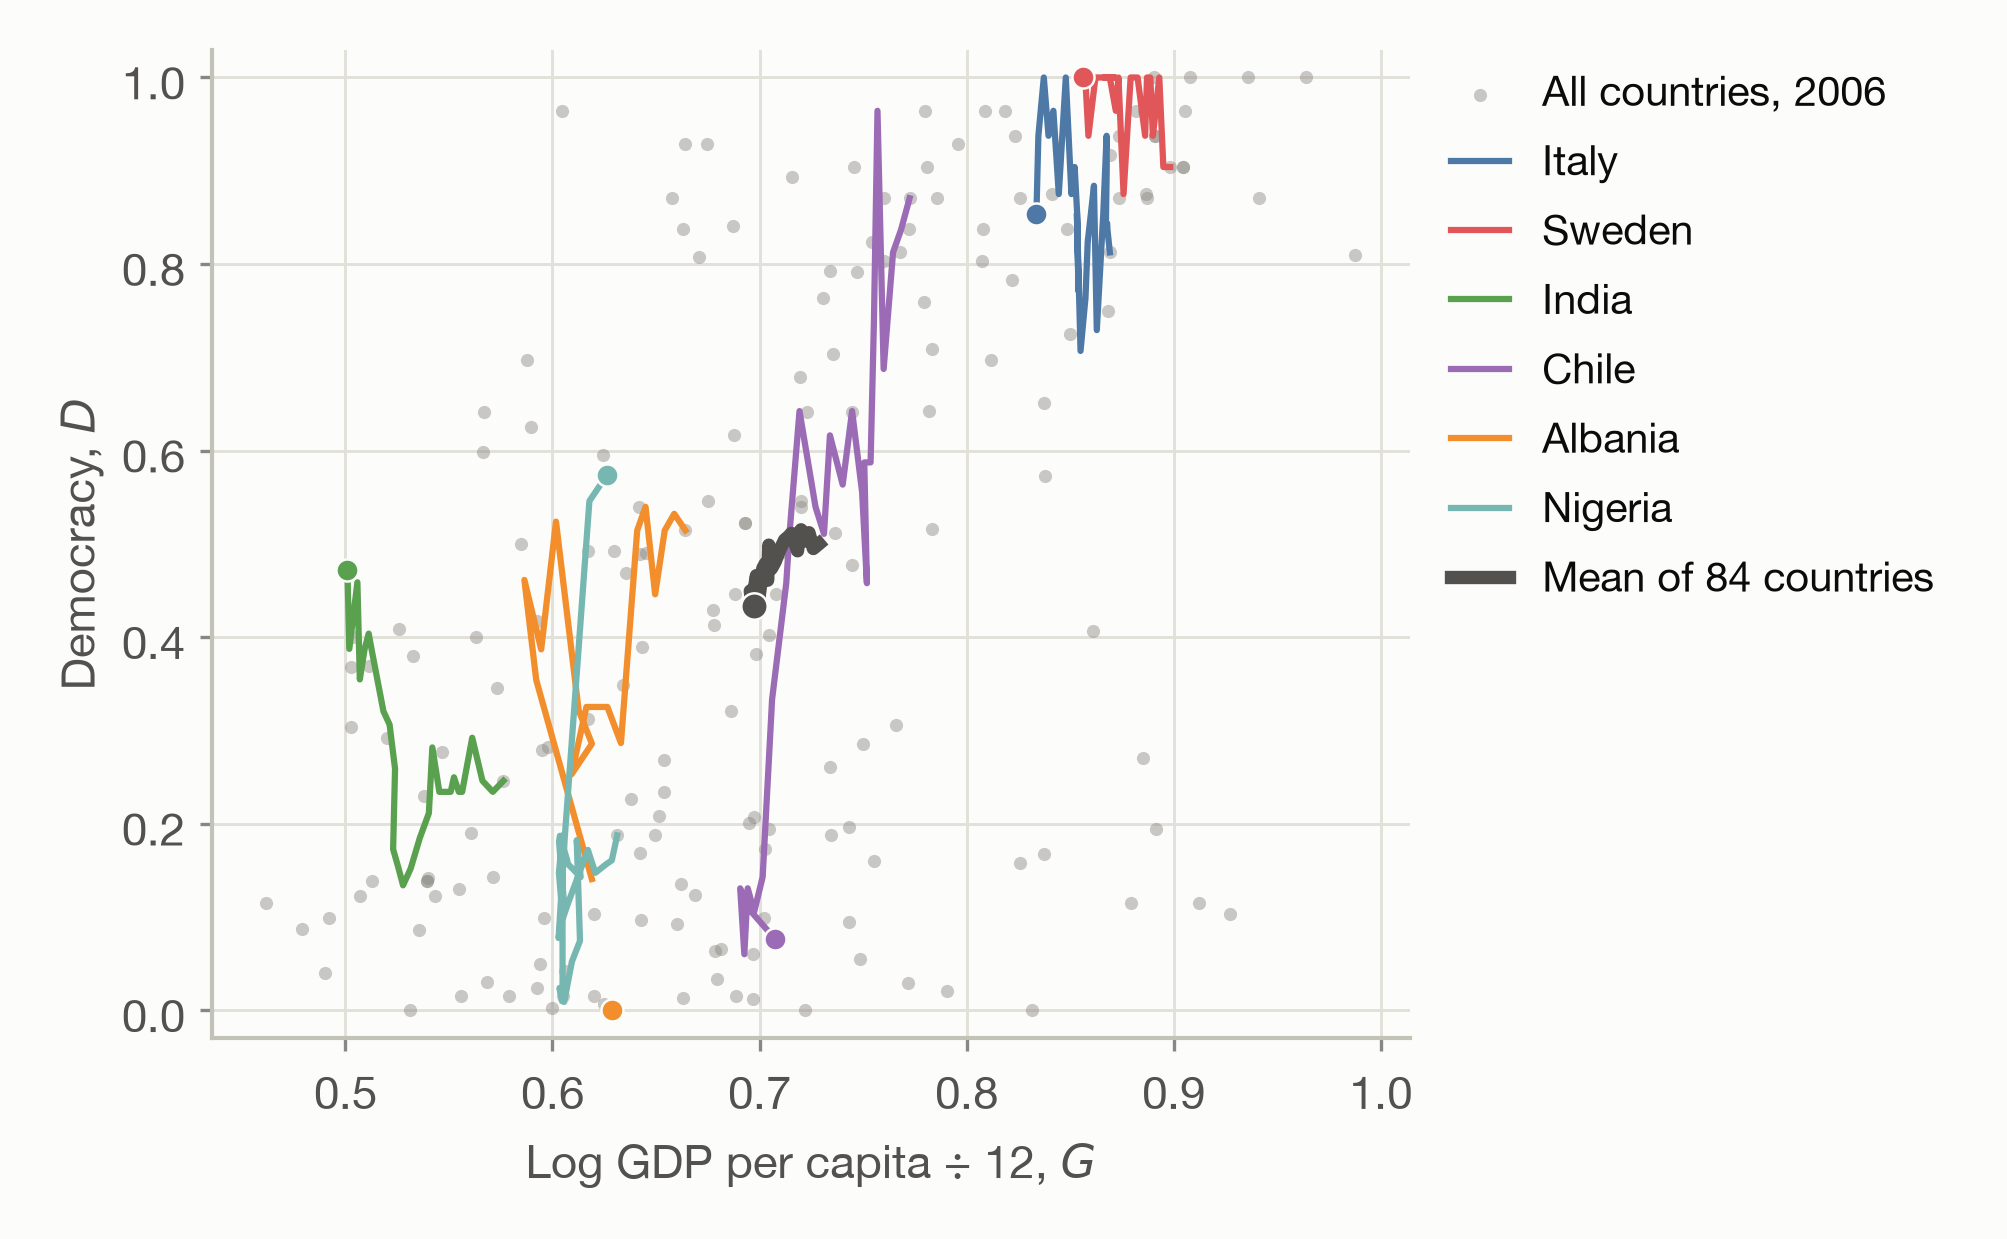 1.0
0.8
0.6
0.4
0.2
0.0
Democracy, D
0.5
0.6
0.7
0.8
0.9
1.0
Log GDP per capita ÷ 12, G
All countries, 2006
Italy
Sweden
India
Chile
Albania
Nigeria
Mean of 84 countries